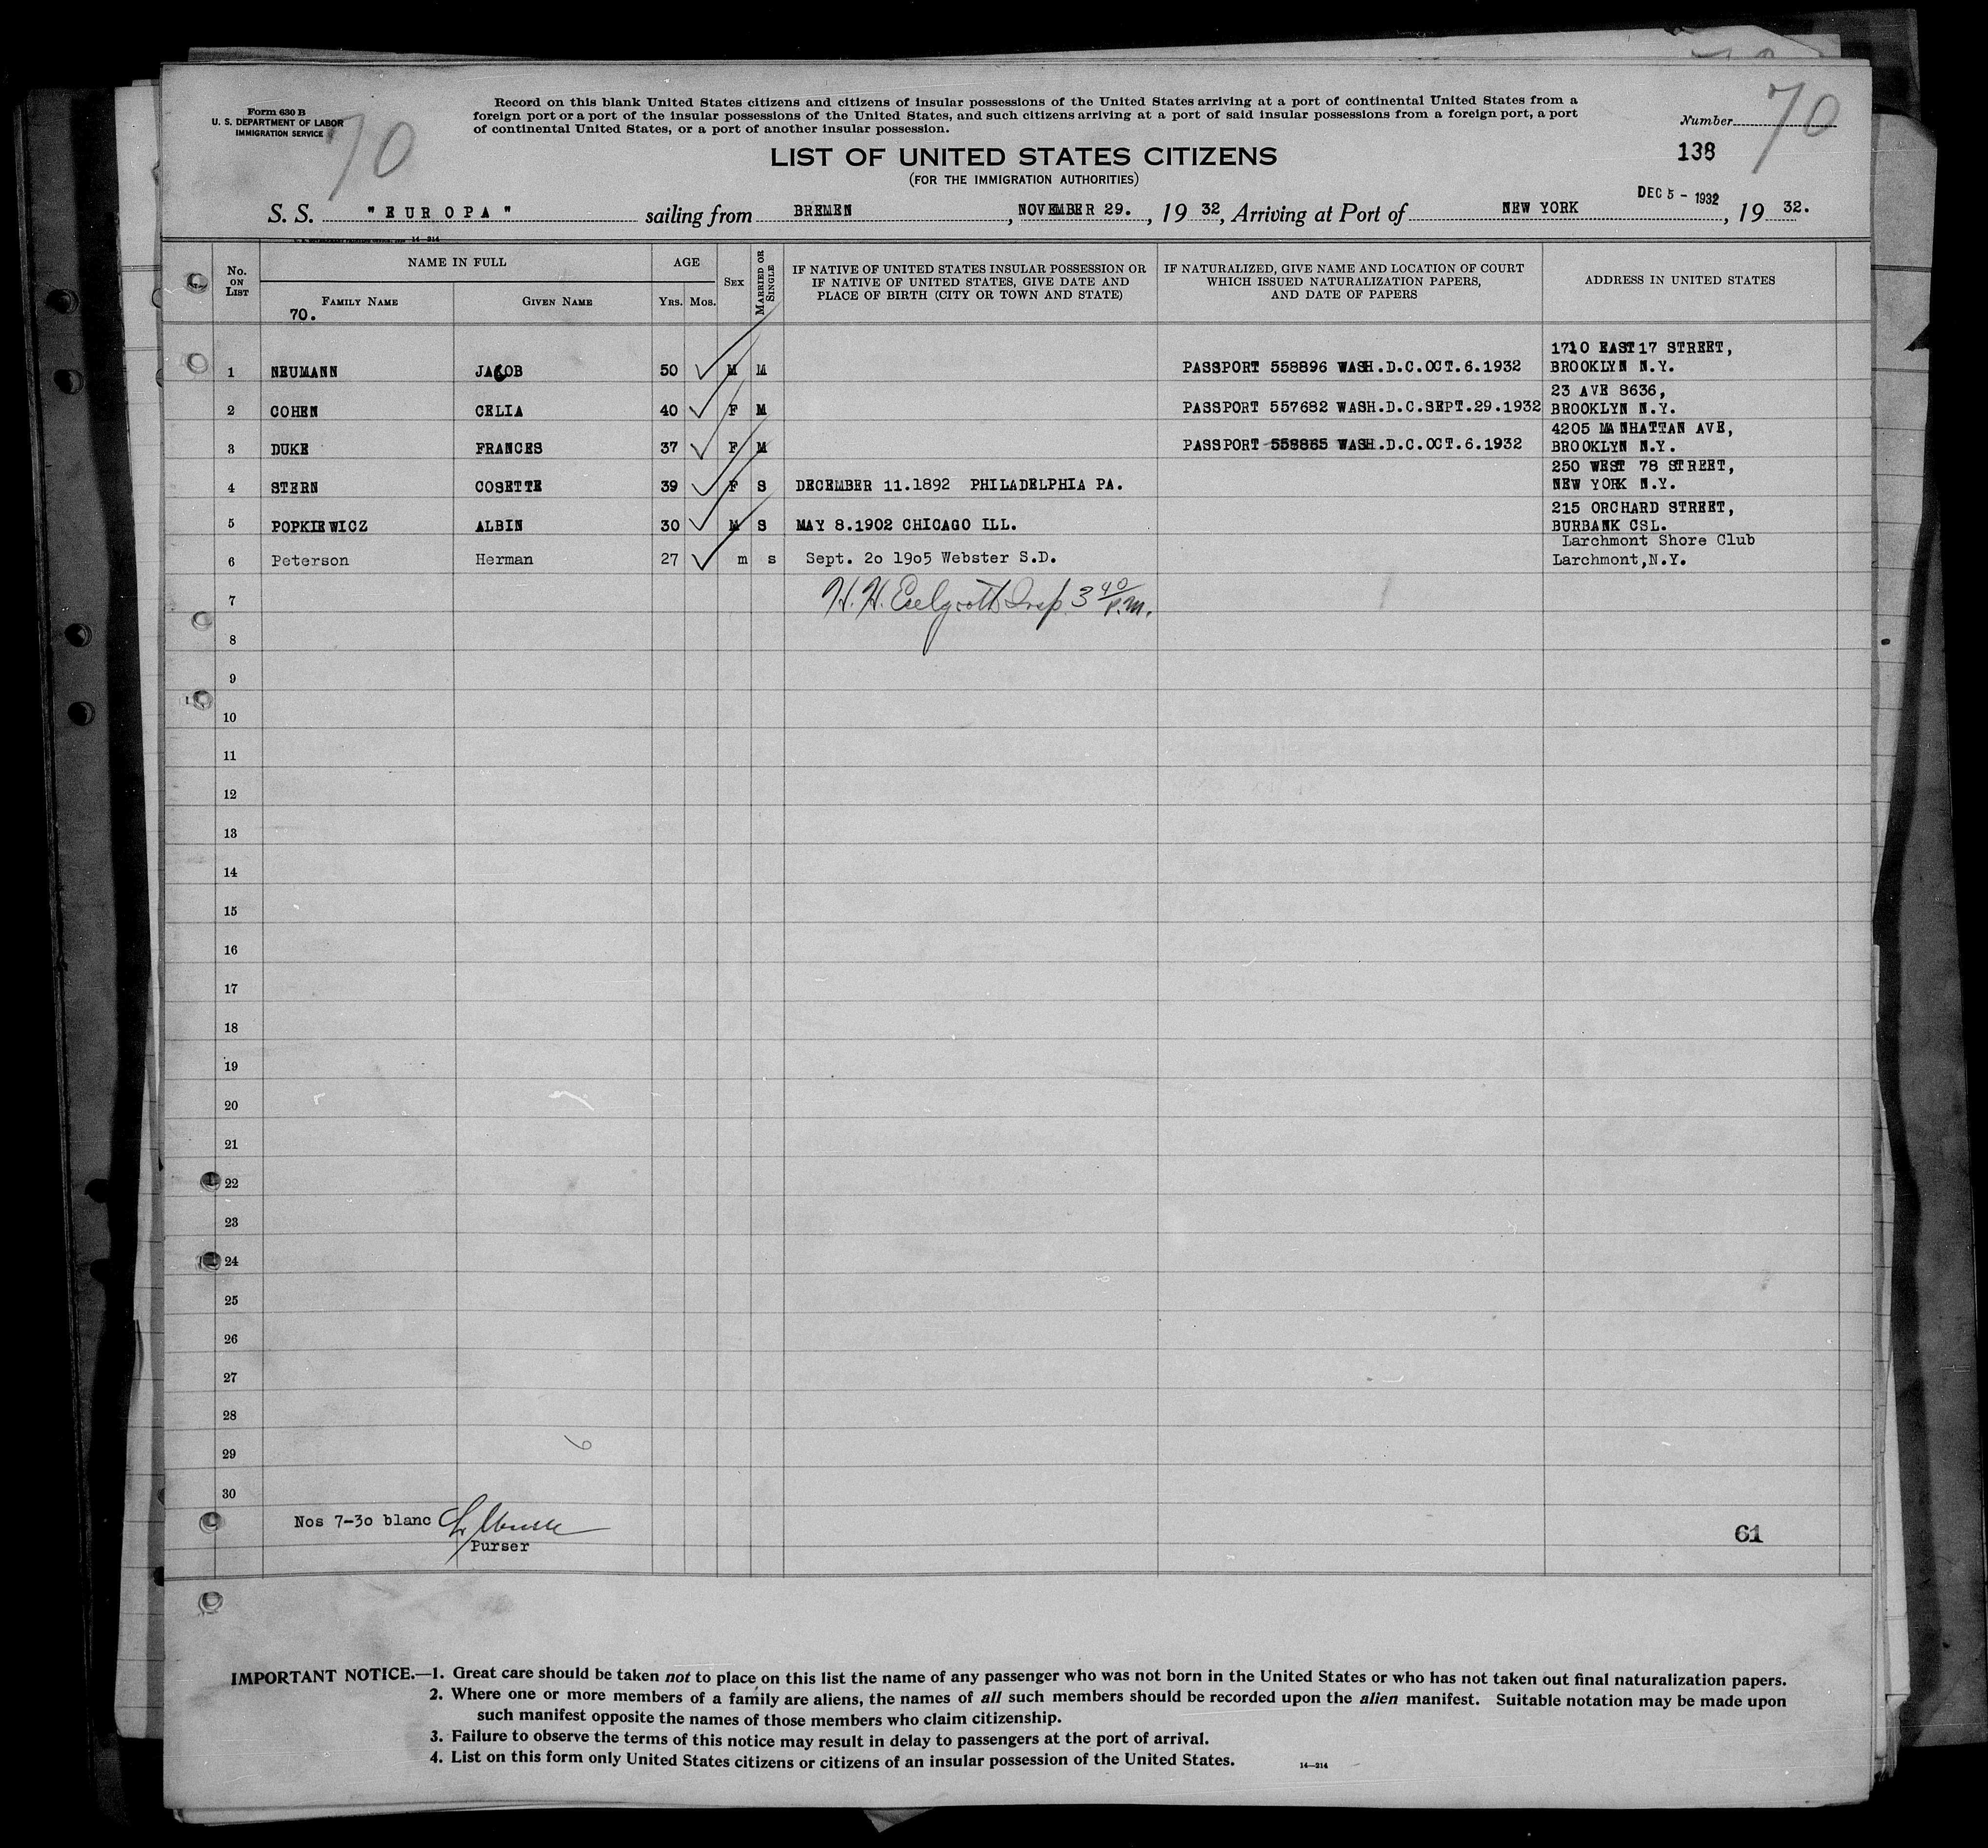 Form 630 B
U. S. DEPARTMENT OF LABOR
IMMIGRATION SERVICE
70
Record on this blank United States citizens and citizens of insular possessions of the United States arriving at a port of continental United States from a
foreign port or a port of the insular possessions of the United States, and such citizens arriving at a port of said insular possessions from a foreign port, a port
of continental United States, or a port of another insular possession.
Number 70
138
LIST OF UNITED STATES CITIZENS
(FOR THE IMMIGRATION AUTHORITIES)
DEC 5 - 1932
S. S. "EUROPA" sailing from BREMEN, NOVEMBER 29., 19 32, Arriving at Port of NEW YORK, 19 32.
14—214
No. ON LIST
NAME IN FULL
FAMILY NAME
GIVEN NAME
AGE
YRS. MOS.
SEX
MARRIED OR SINGLE
IF NATIVE OF UNITED STATES INSULAR POSSESSION OR
IF NATIVE OF UNITED STATES, GIVE DATE AND
PLACE OF BIRTH (CITY OR TOWN AND STATE)
IF NATURALIZED, GIVE NAME AND LOCATION OF COURT
WHICH ISSUED NATURALIZATION PAPERS,
AND DATE OF PAPERS
ADDRESS IN UNITED STATES
70.
1710 EAST 17 STREET,
1 NEUMANN JACOB 50 M M PASSPORT 558896 WASH.D.C.OCT.6.1932 BROOKLYN N.Y.
23 AVE 8636,
2 COHEN CELIA 40 F M PASSPORT 557682 WASH.D.C.SEPT.29.1932 BROOKLYN N.Y.
4205 MANHATTAN AVE,
3 DUKE FRANCES 37 F M PASSPORT 558865 WASH.D.C.OCT.6.1932 BROOKLYN N.Y.
250 WEST 78 STREET,
4 STERN COSETTE 39 F S DECEMBER 11.1892 PHILADELPHIA PA. NEW YORK N.Y.
215 ORCHARD STREET,
5 POPKIEWICZ ALBIN 30 M S MAY 8.1902 CHICAGO ILL. BURBANK CSL.
Larchmont Shore Club
6 Peterson Herman 27 m s Sept. 2o 19o5 Webster S.D. Larchmont,N.Y.
7 H. H. Insp. 3 40 P.M.
8
9
10
11
12
13
14
15
16
17
18
19
20
21
22
23
24
25
26
27
28
29
6
30
Nos 7-3o blanc
Purser
61
IMPORTANT NOTICE.—1. Great care should be taken not to place on this list the name of any passenger who was not born in the United States or who has not taken out final naturalization papers.
2. Where one or more members of a family are aliens, the names of all such members should be recorded upon the alien manifest. Suitable notation may be made upon
such manifest opposite the names of those members who claim citizenship.
3. Failure to observe the terms of this notice may result in delay to passengers at the port of arrival.
4. List on this form only United States citizens or citizens of an insular possession of the United States.
14—214